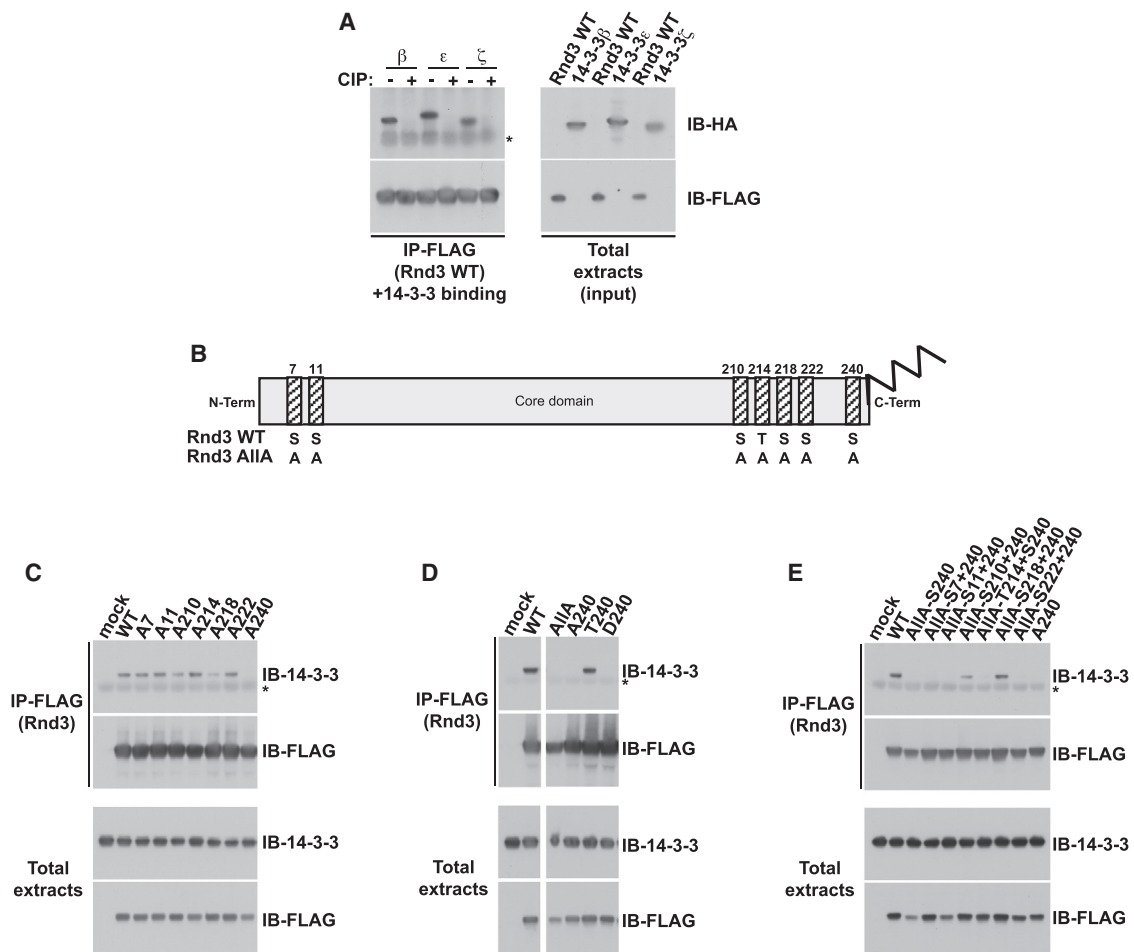 A
β ε ζ
CIP: - + - + - +
Rnd3 WT
14-3-3β
Rnd3 WT
14-3-3ε
Rnd3 WT
14-3-3ζ
IB-HA
*
IB-FLAG
IP-FLAG
(Rnd3 WT)
+14-3-3 binding
Total
extracts
(input)
B
7 11 210 214 218 222 240
N-Term
Core domain
C-Term
Rnd3 WT S S S T S S S
Rnd3 AllA A A A A A A A
C
mock
WT
A7
A11
A210
A214
A218
A222
A240
IP-FLAG
(Rnd3)
IB-14-3-3
*
IB-FLAG
Total
extracts
IB-14-3-3
IB-FLAG
D
mock
WT
AllA
A240
T240
D240
IP-FLAG
(Rnd3)
IB-14-3-3
*
IB-FLAG
Total
extracts
IB-14-3-3
IB-FLAG
E
mock
WT
AllA-S240
AllA-S7+240
AllA-S11+240
AllA-S210+240
AllA-T214+S240
AllA-S218+240
AllA-S222+240
A240
IP-FLAG
(Rnd3)
IB-14-3-3
*
IB-FLAG
Total
extracts
IB-14-3-3
IB-FLAG